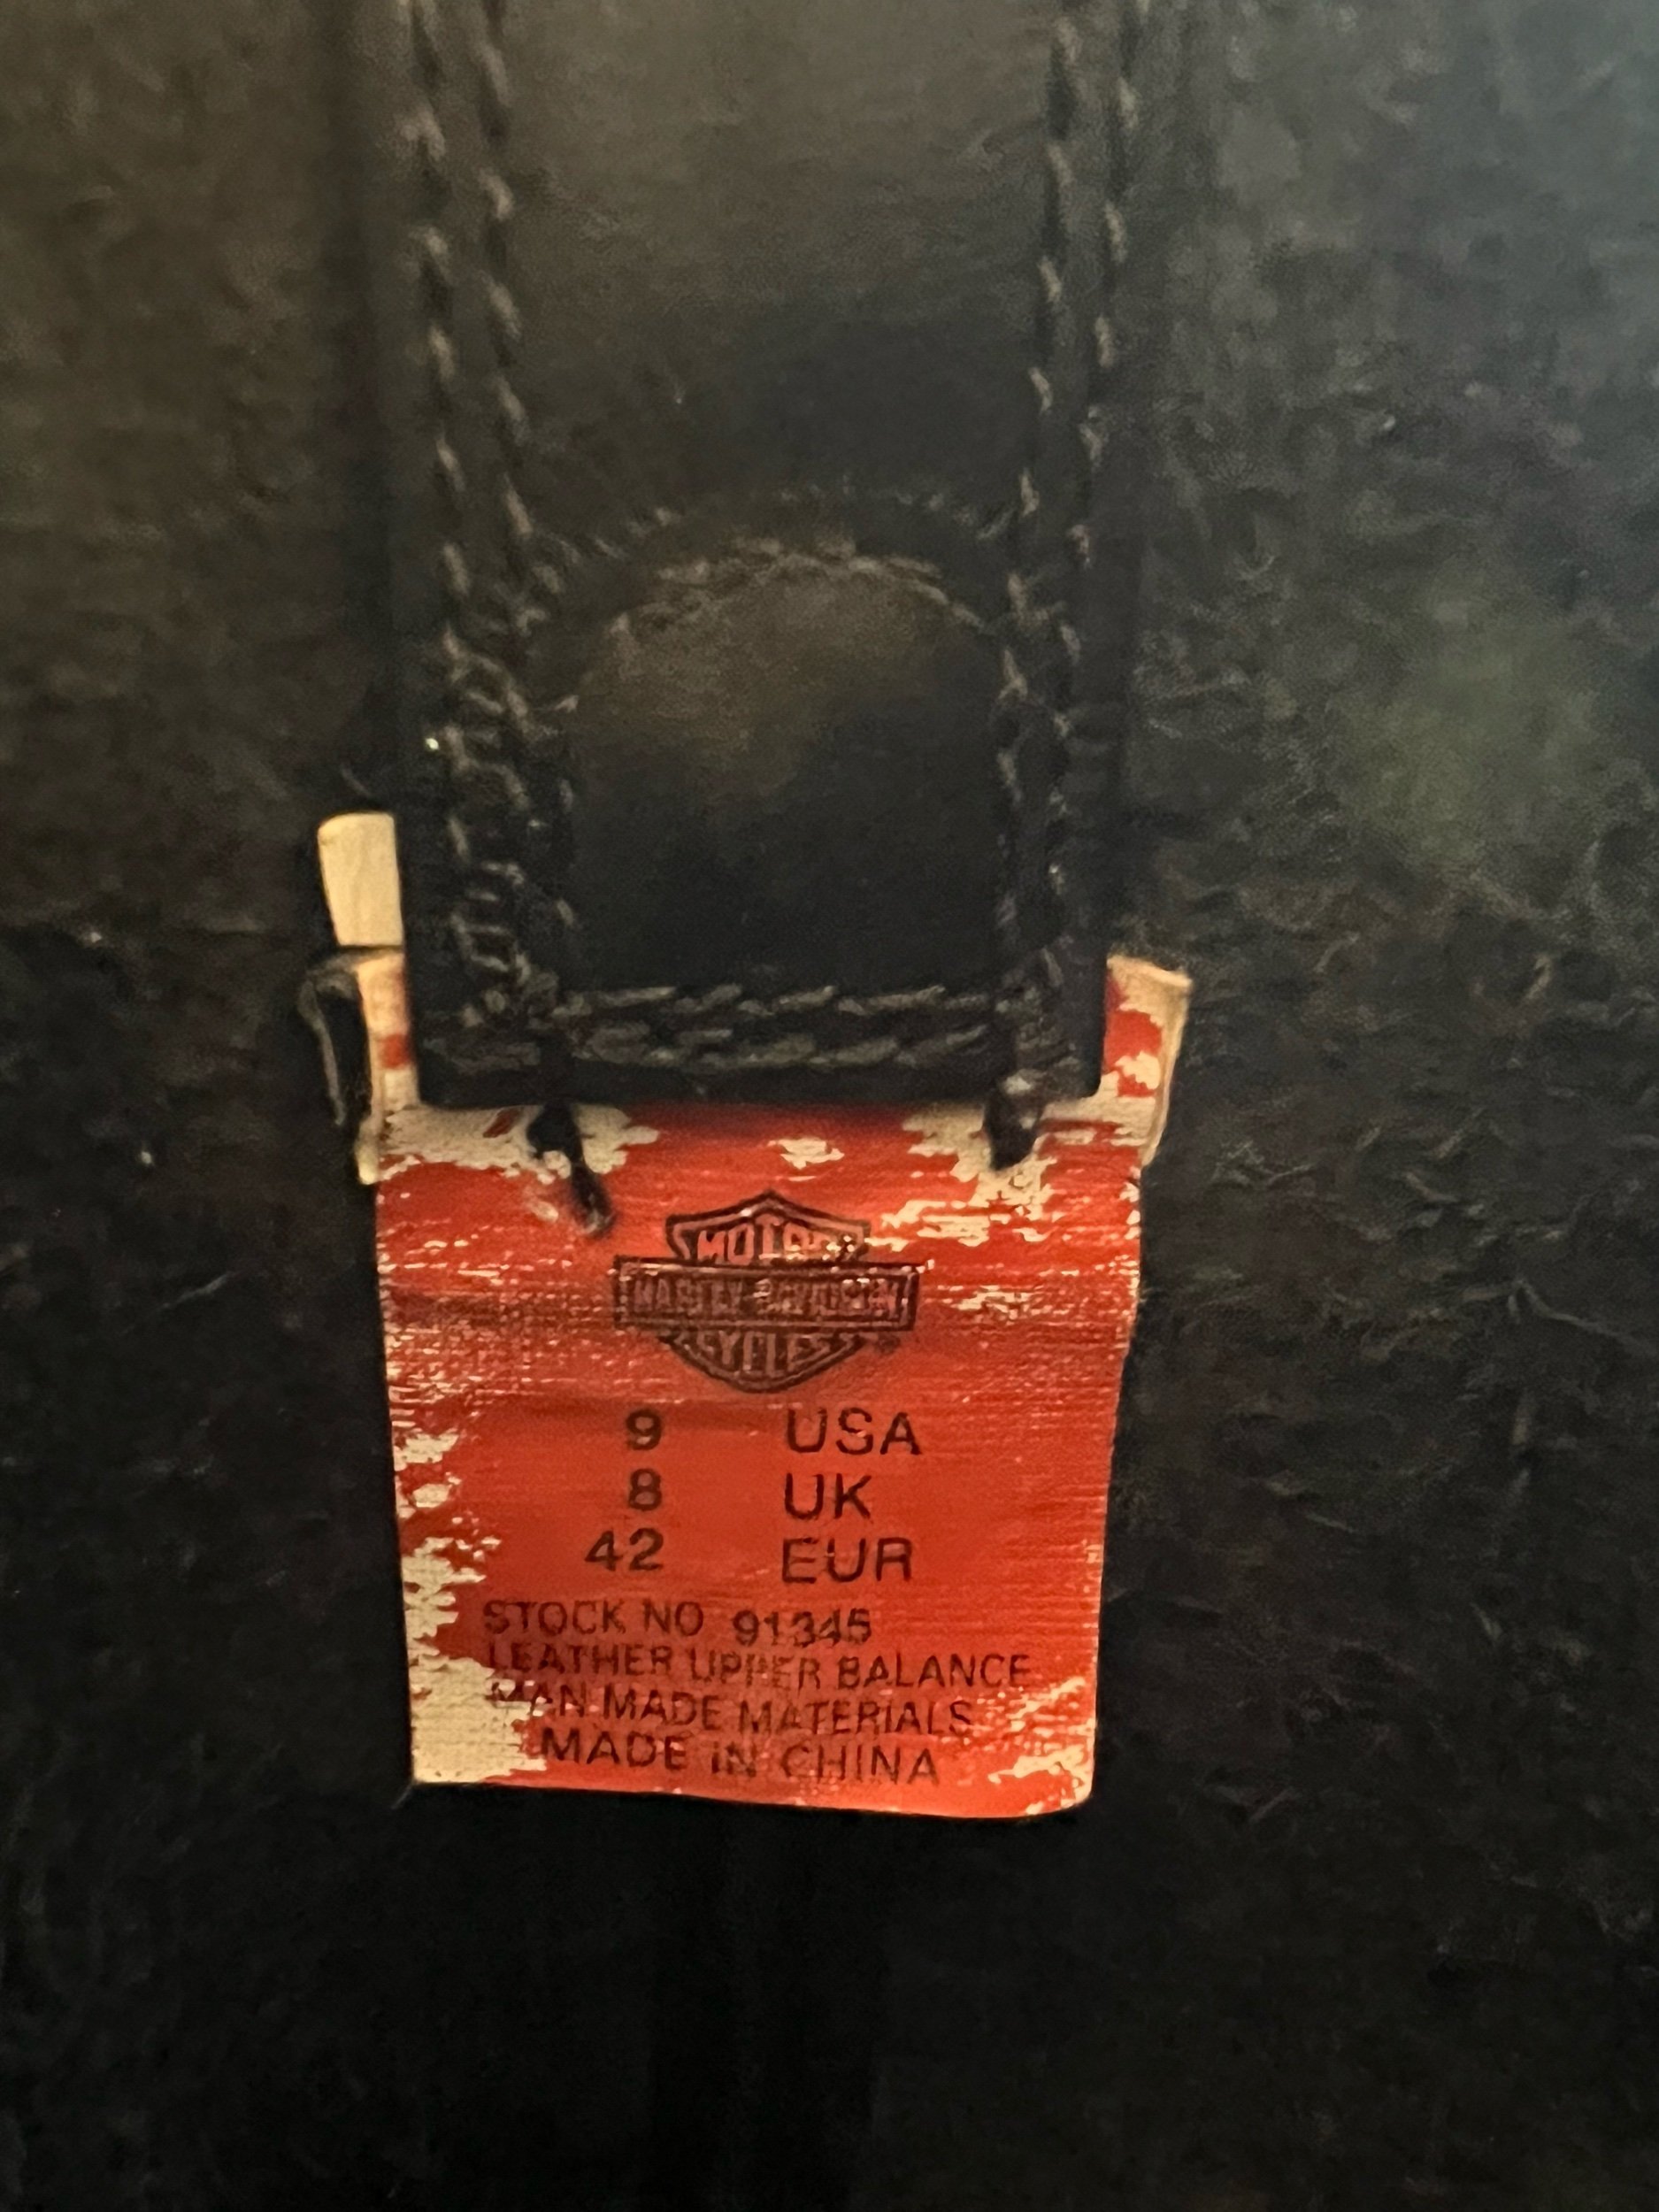 MOTOR
HARLEY-DAVIDSON
CYCLES
9 USA
8 UK
42 EUR
STOCK NO 91345
LEATHER UPPER BALANCE
MAN MADE MATERIALS
MADE IN CHINA